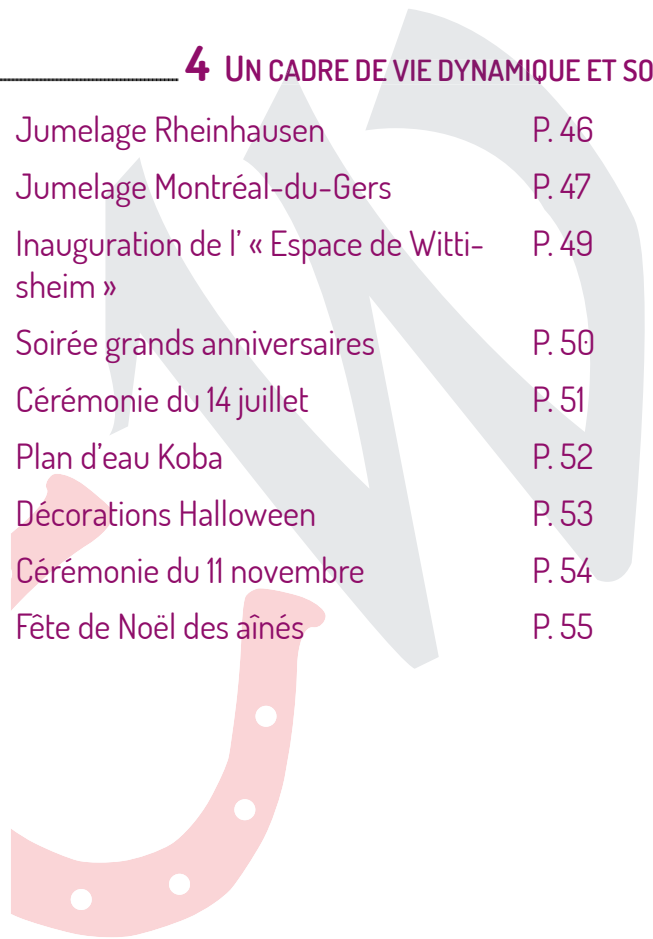 4 UN CADRE DE VIE DYNAMIQUE ET SO
Jumelage Rheinhausen P. 46
Jumelage Montréal-du-Gers P. 47
Inauguration de l' « Espace de Witti- P. 49
sheim »
Soirée grands anniversaires P. 50
Cérémonie du 14 juillet P. 51
Plan d'eau Koba P. 52
Décorations Halloween P. 53
Cérémonie du 11 novembre P. 54
Fête de Noël des aînés P. 55